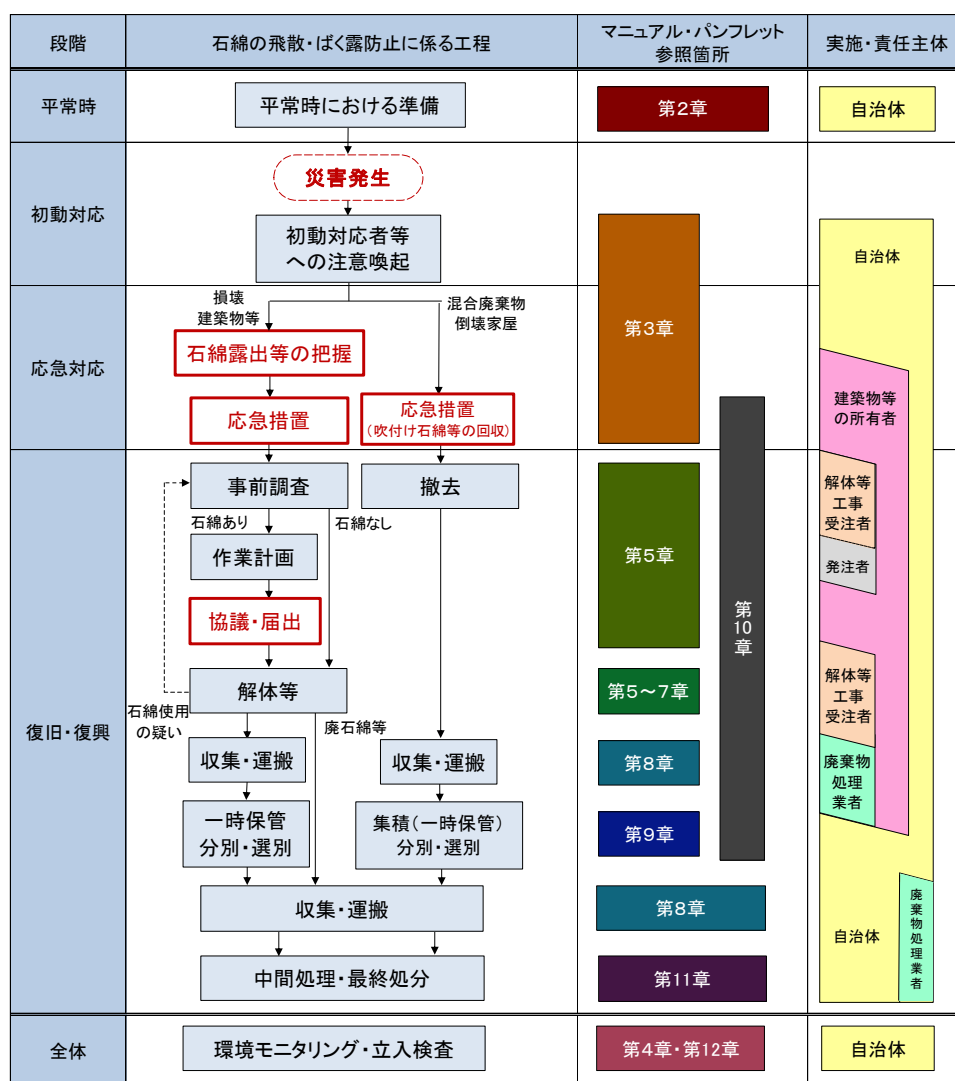 段階
石綿の飛散・ばく露防止に係る工程
マニュアル・パンフレット
参照箇所
実施・責任主体
平常時
平常時における準備
第2章
自治体
初動対応
災害発生
初動対応者等
への注意喚起
自治体
応急対応
損壊
建築物等
混合廃棄物
倒壊家屋
石綿露出等の把握
応急措置
応急措置
（吹付け石綿等の回収）
第3章
建築物等
の所有者
復旧・復興
事前調査
撤去
石綿あり
石綿なし
作業計画
協議・届出
解体等
石綿使用
の疑い
廃石綿等
収集・運搬
収集・運搬
一時保管
分別・選別
集積（一時保管）
分別・選別
収集・運搬
中間処理・最終処分
第5章
第10章
第5～7章
第8章
第9章
第8章
第11章
解体等
工事
受注者
発注者
解体等
工事
受注者
廃棄物
処理
業者
自治体
廃棄物処理業者
全体
環境モニタリング・立入検査
第4章・第12章
自治体